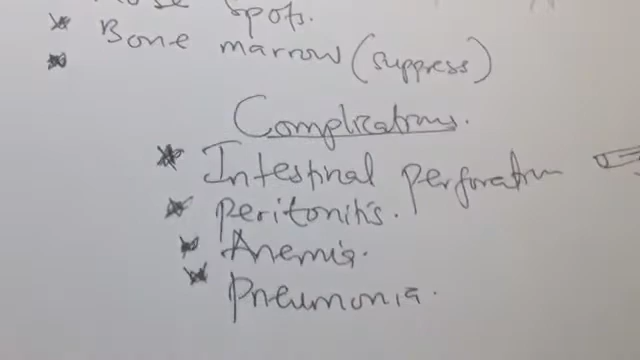 spots.
* Bone marrow (suppress)
*
Complications.
* Intestinal perforation
* Peritonitis.
* Anemia.
* Pneumonia.